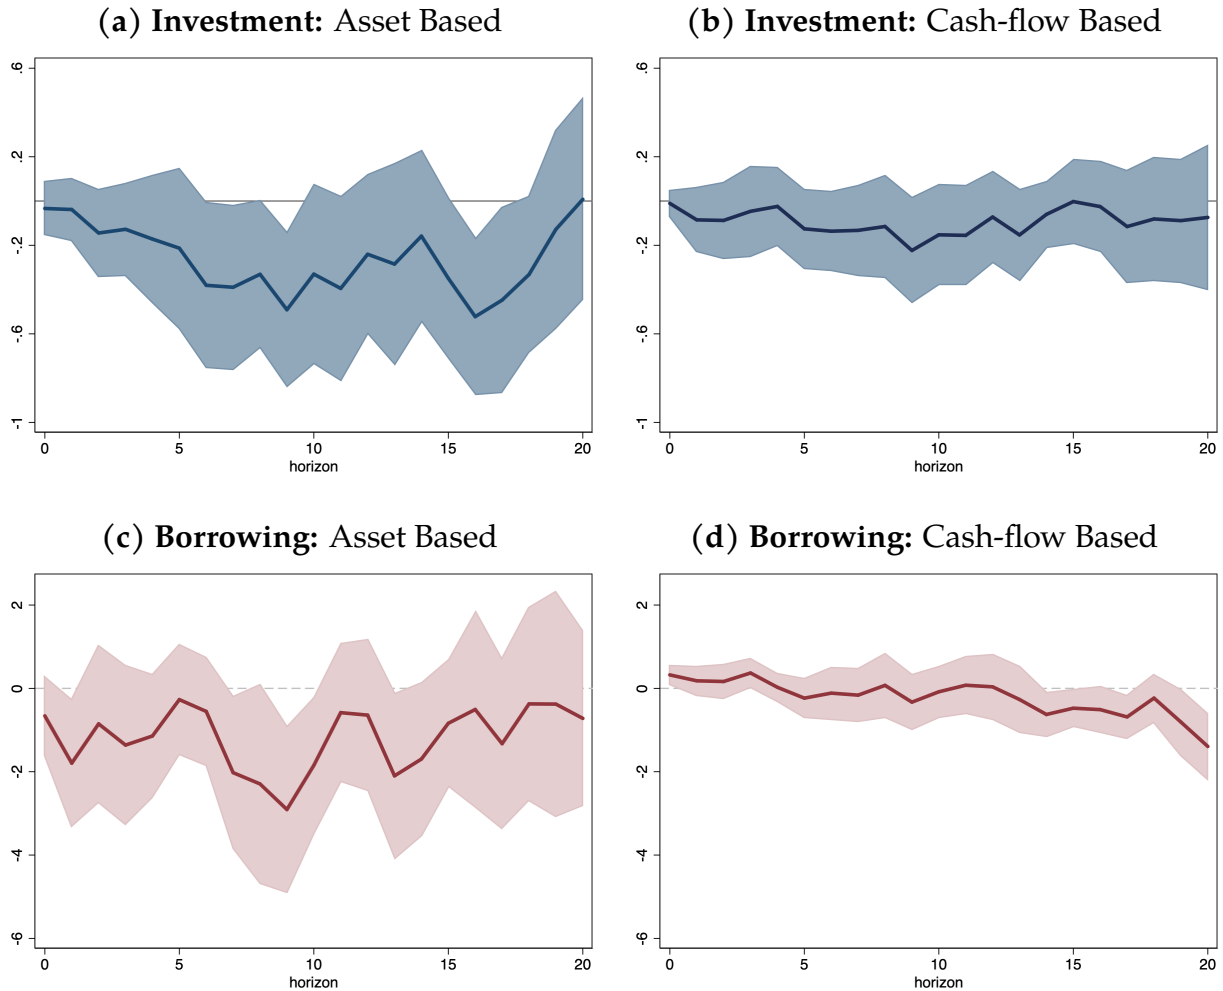 (a) Investment: Asset Based
.6
.2
-.2
-.6
-1
0 5 10 15 20
horizon
(b) Investment: Cash-flow Based
.6
.2
-.2
-.6
-1
0 5 10 15 20
horizon
(c) Borrowing: Asset Based
2
0
-2
-4
-6
0 5 10 15 20
horizon
(d) Borrowing: Cash-flow Based
2
0
-2
-4
-6
0 5 10 15 20
horizon